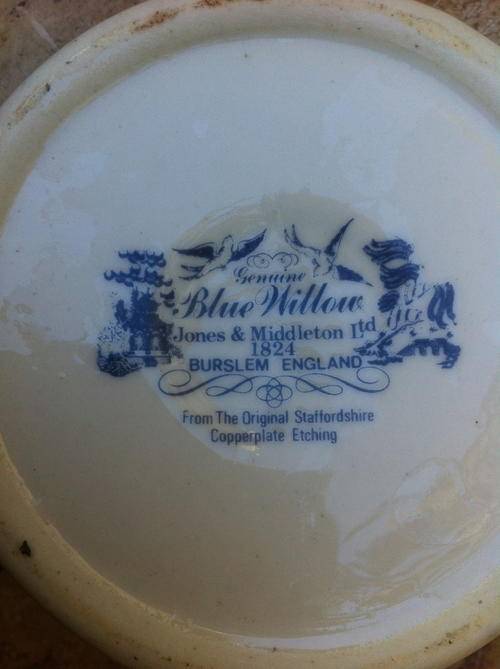 Genuine
Blue Willow
Jones & Middleton Ltd
1824
BURSLEM ENGLAND
From The Original Staffordshire
Copperplate Etching